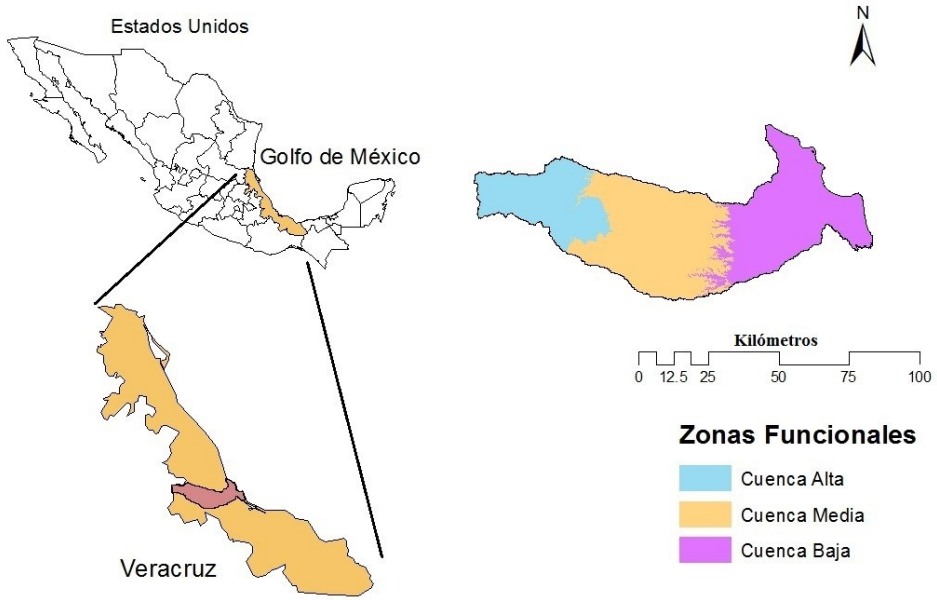 Estados Unidos
Golfo de México
Veracruz
N
Kilómetros
0 12.5 25 50 75 100
Zonas Funcionales
Cuenca Alta
Cuenca Media
Cuenca Baja